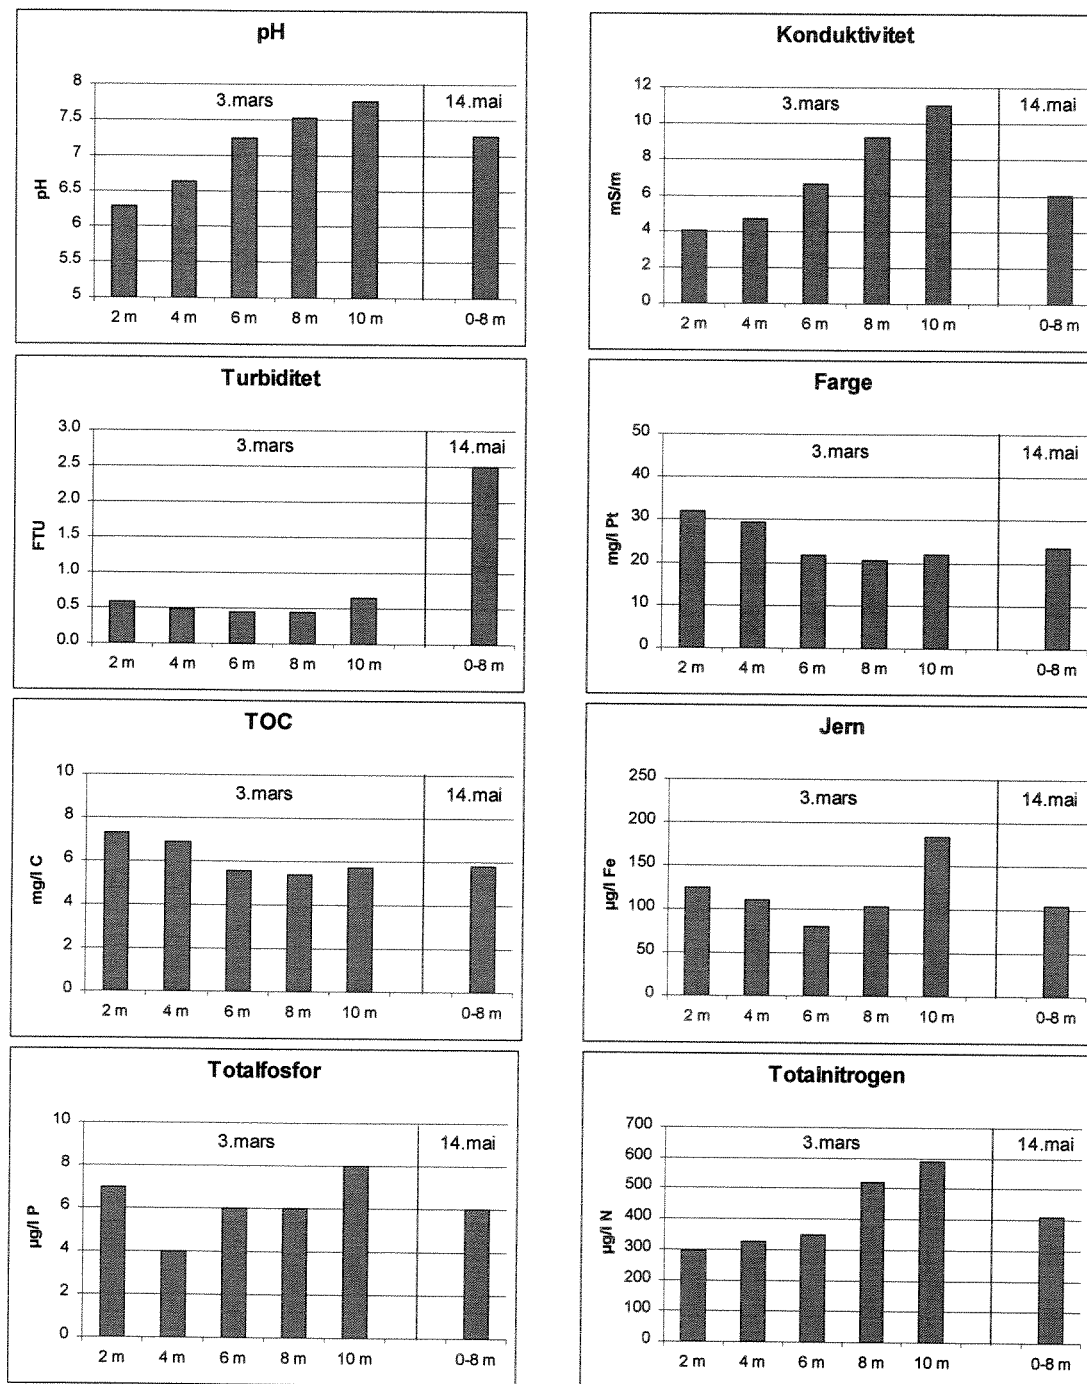 pH
8
3.mars
14.mai
7.5
7
6.5
6
5.5
5
pH
2 m 4 m 6 m 8 m 10 m 0-8 m
Konduktivitet
12
3.mars
14.mai
10
8
6
4
2
0
mS/m
2 m 4 m 6 m 8 m 10 m 0-8 m
Turbiditet
3.0
3.mars
14.mai
2.5
2.0
1.5
1.0
0.5
0.0
FTU
2 m 4 m 6 m 8 m 10 m 0-8 m
Farge
50
3.mars
14.mai
40
30
20
10
0
mg/l Pt
2 m 4 m 6 m 8 m 10 m 0-8 m
TOC
10
3.mars
14.mai
8
6
4
2
0
mg/l C
2 m 4 m 6 m 8 m 10 m 0-8 m
Jern
250
3.mars
14.mai
200
150
100
50
0
µg/l Fe
2 m 4 m 6 m 8 m 10 m 0-8 m
Totalfosfor
10
3.mars
14.mai
8
6
4
2
0
µg/l P
2 m 4 m 6 m 8 m 10 m 0-8 m
Totalnitrogen
700
3.mars
14.mai
600
500
400
300
200
100
0
µg/l N
2 m 4 m 6 m 8 m 10 m 0-8 m